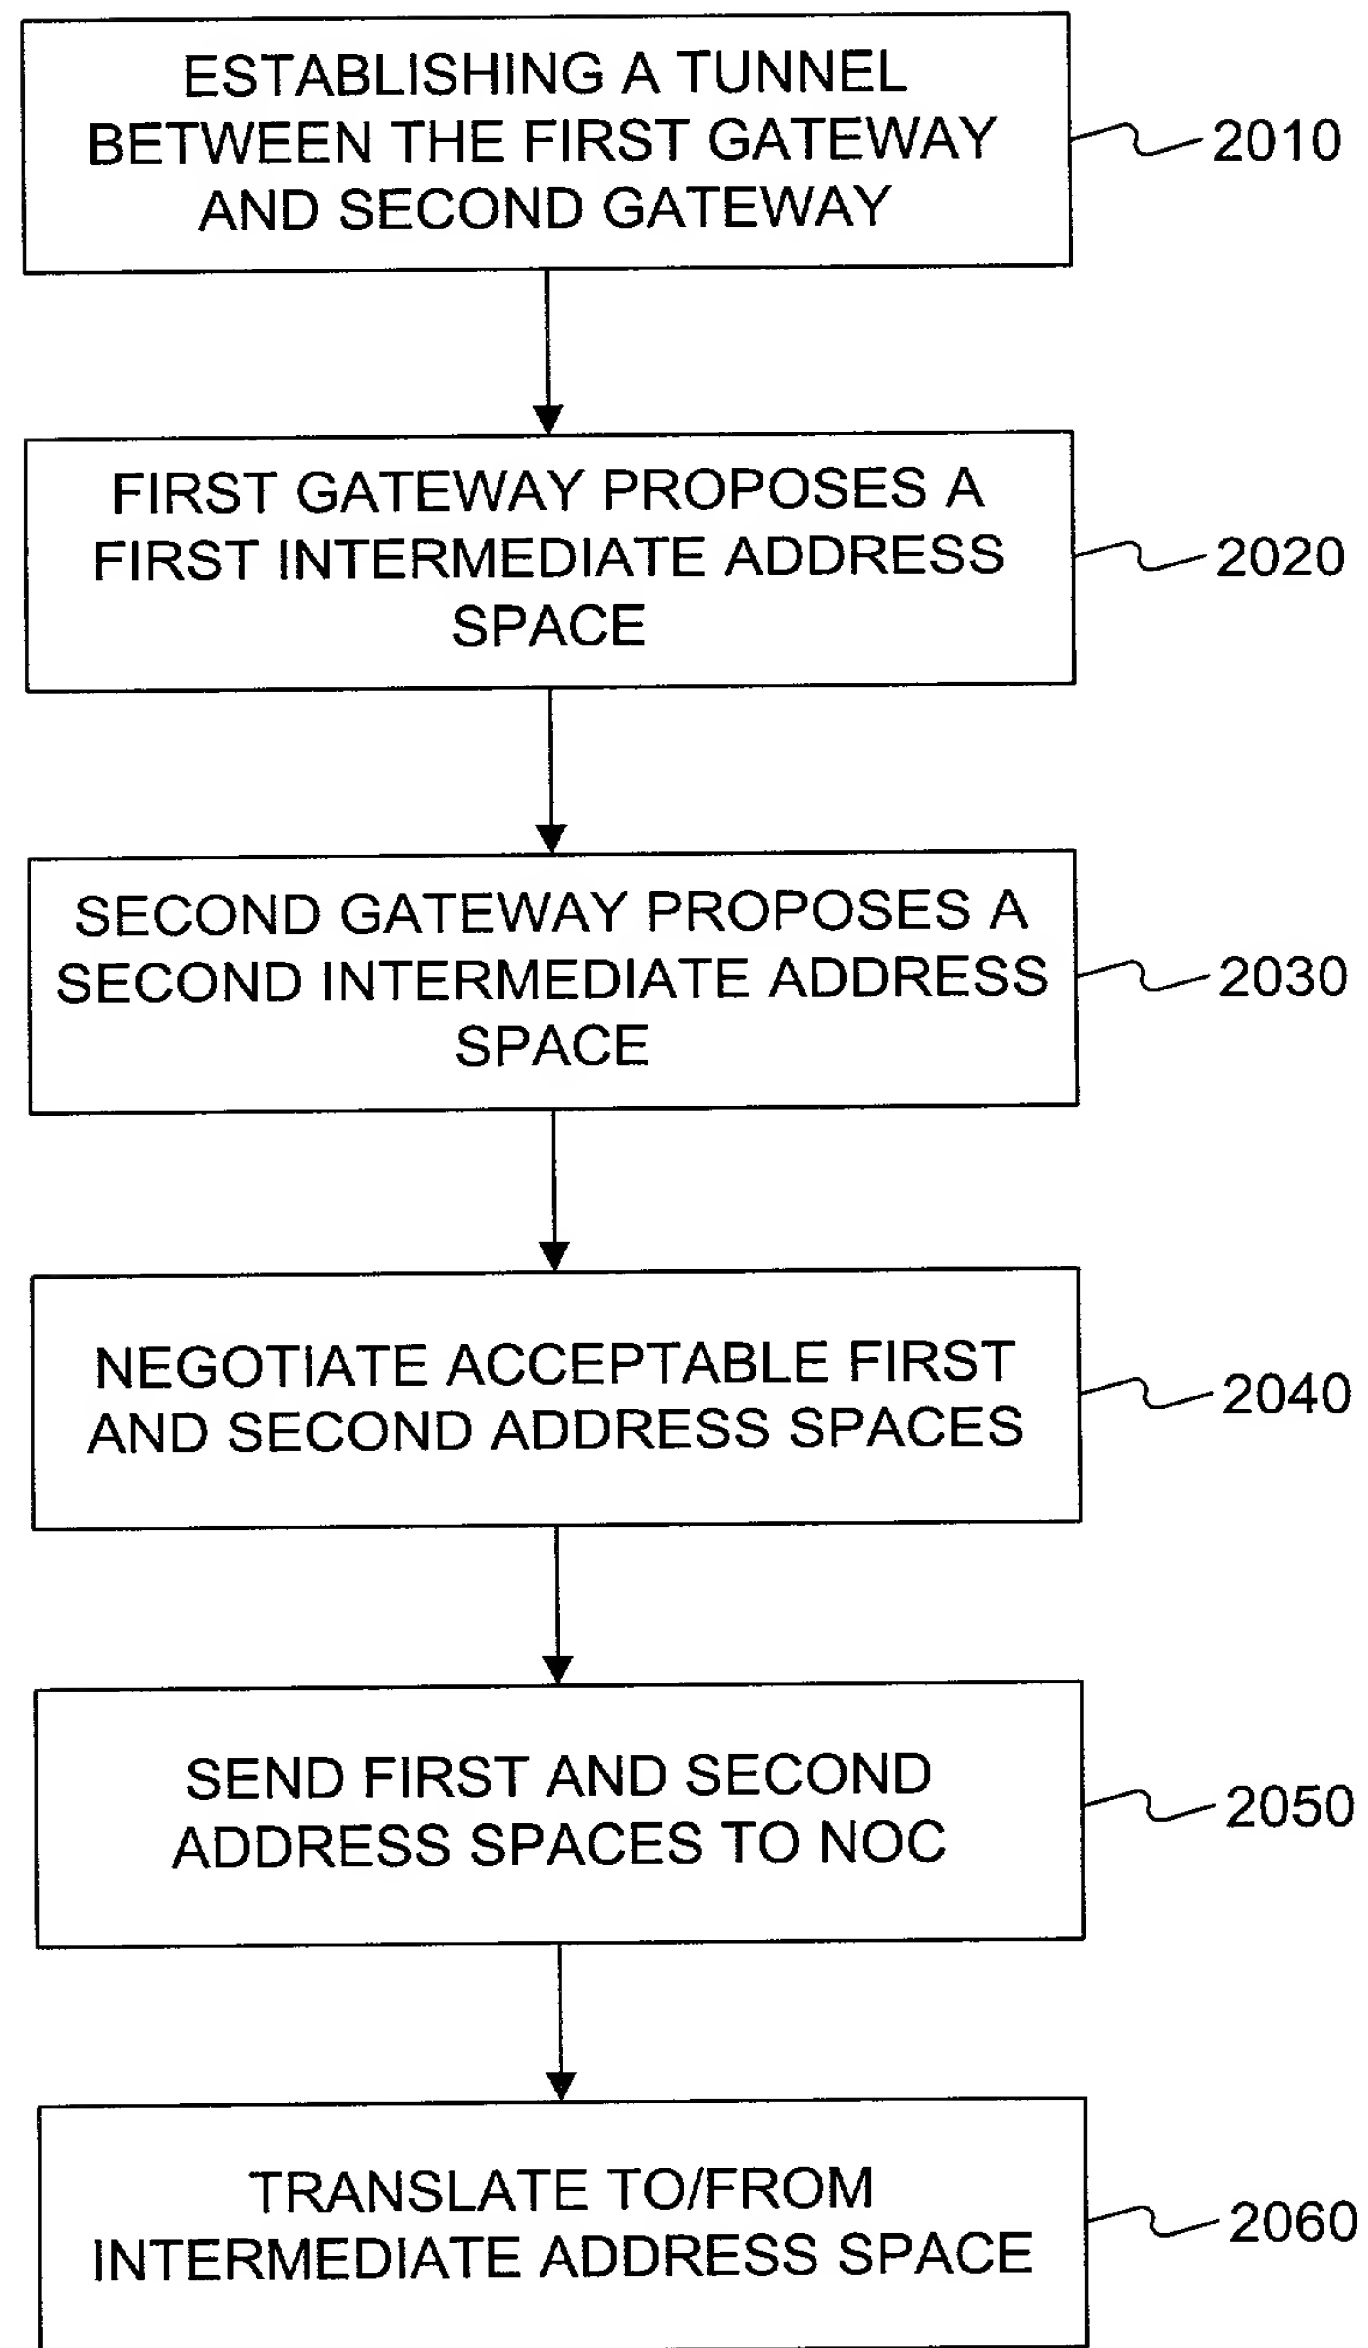 ESTABLISHING A TUNNEL
BETWEEN THE FIRST GATEWAY
AND SECOND GATEWAY
2010
FIRST GATEWAY PROPOSES A
FIRST INTERMEDIATE ADDRESS
SPACE
2020
SECOND GATEWAY PROPOSES A
SECOND INTERMEDIATE ADDRESS
SPACE
2030
NEGOTIATE ACCEPTABLE FIRST
AND SECOND ADDRESS SPACES
2040
SEND FIRST AND SECOND
ADDRESS SPACES TO NOC
2050
TRANSLATE TO/FROM
INTERMEDIATE ADDRESS SPACE
2060